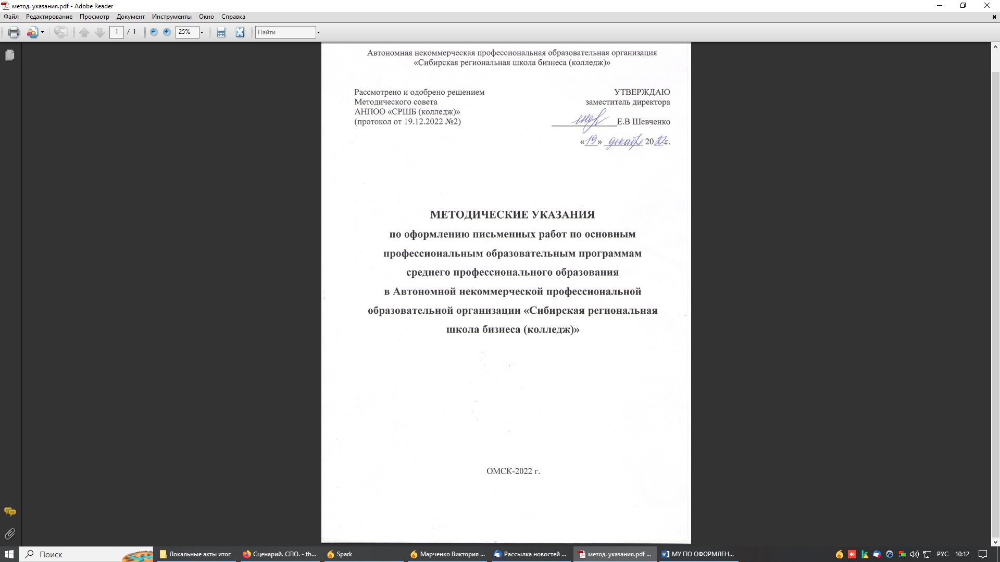 метод. указания.pdf - Adobe Reader
Файл Редактирование Просмотр Документ Инструменты Окно Справка
1 / 1 25% Найти
Автономная некоммерческая профессиональная образовательная организация
«Сибирская региональная школа бизнеса (колледж)»
Рассмотрено и одобрено решением
Методического совета
АНПОО «СРШБ (колледж)»
(протокол от 19.12.2022 №2)
УТВЕРЖДАЮ
заместитель директора
Е.В Шевченко
«19» декабря 2022г.
МЕТОДИЧЕСКИЕ УКАЗАНИЯ
по оформлению письменных работ по основным
профессиональным образовательным программам
среднего профессионального образования
в Автономной некоммерческой профессиональной
образовательной организации «Сибирская региональная
школа бизнеса (колледж)»
ОМСК-2022 г.
Поиск
Локальные акты итог
Сценарий. СПО. - th...
Spark
Марченко Виктория ...
Рассылка новостей ...
метод. указания.pdf ...
МУ ПО ОФОРМЛЕН...
РУС 10:12